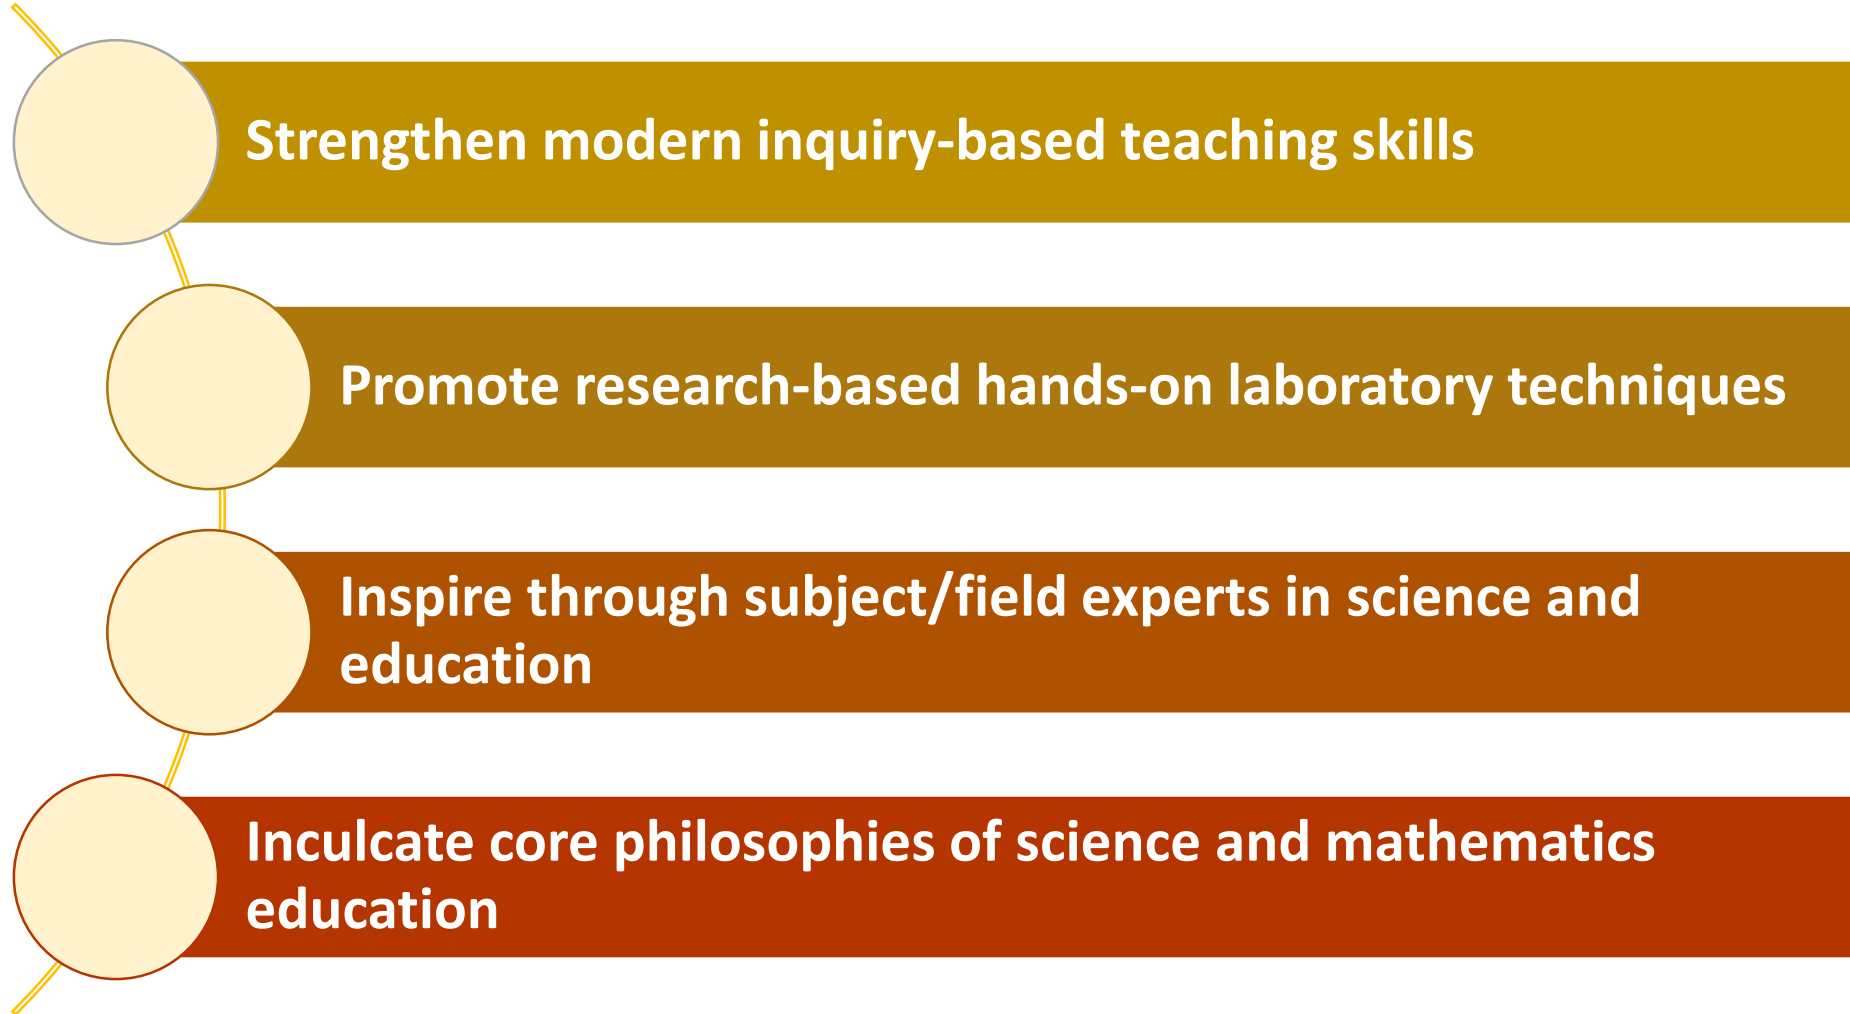 Strengthen modern inquiry-based teaching skills
Promote research-based hands-on laboratory techniques
Inspire through subject/field experts in science and
education
Inculcate core philosophies of science and mathematics
education